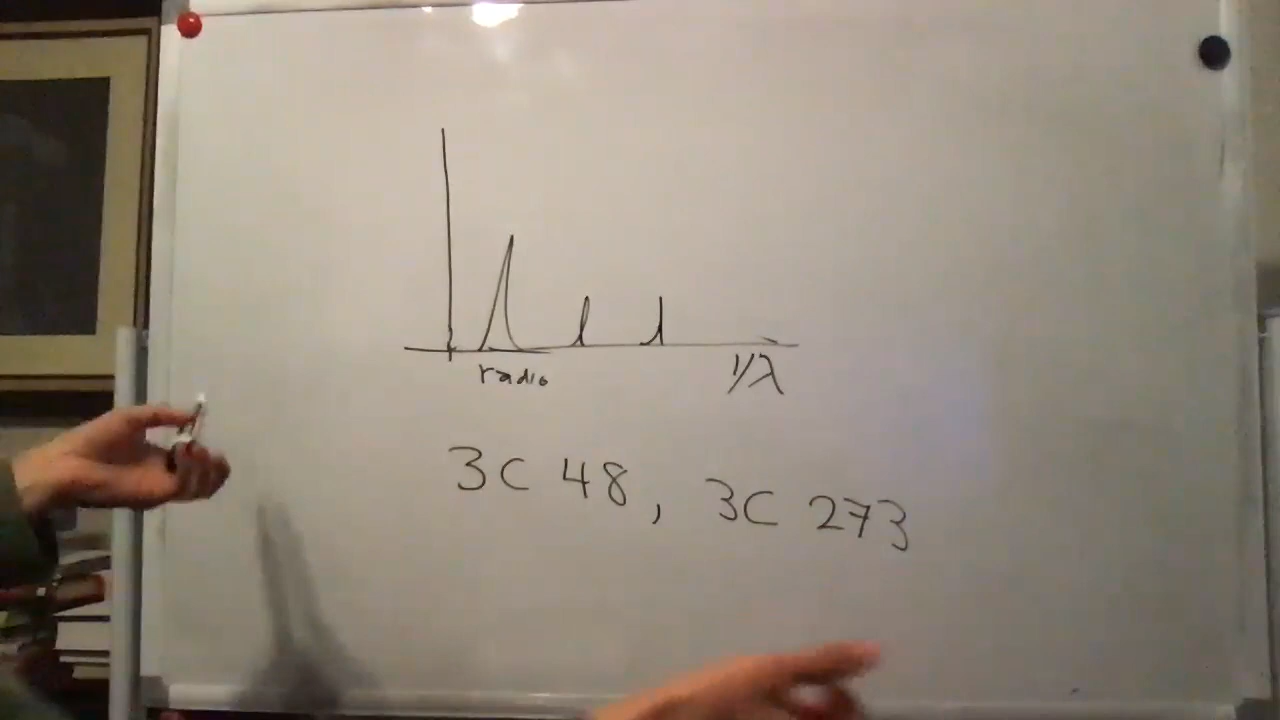 radio 1/λ
3C 48, 3C 273